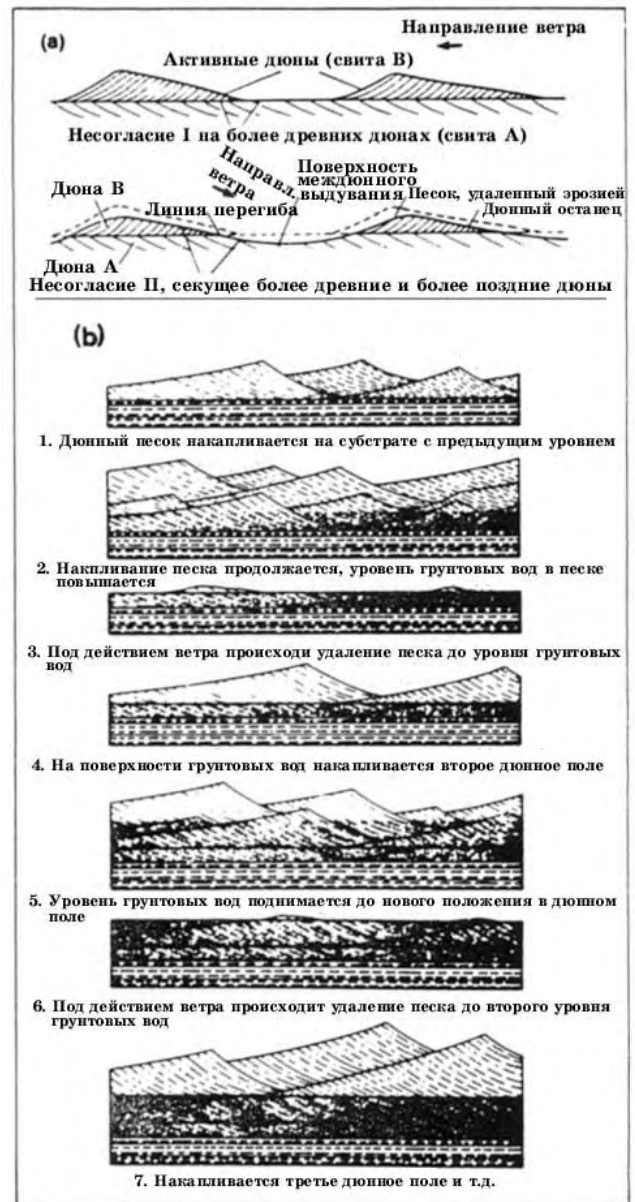 (a)
Направление ветра
Активные дюны (свита В)
Несогласие I на более древних дюнах (свита А)
Направл. ветра
Поверхность междюнного выдувания
Дюна В
Линия перегиба
Песок, удаленный эрозией
Дюнный останец
Дюна А
Несогласие II, секущее более древние и более поздние дюны
(b)
1. Дюнный песок накапливается на субстрате с предыдущим уровнем
2. Накпливание песка продолжается, уровень грунтовых вод в песке
повышается
3. Под действием ветра происходи удаление песка до уровня грунтовых
вод
4. На поверхности грунтовых вод накапливается второе дюнное поле
5. Уровень грунтовых вод поднимается до нового положения в дюнном
поле
6. Под действием ветра происходит удаление песка до второго уровня
грунтовых вод
7. Накапливается третье дюнное поле и т.д.